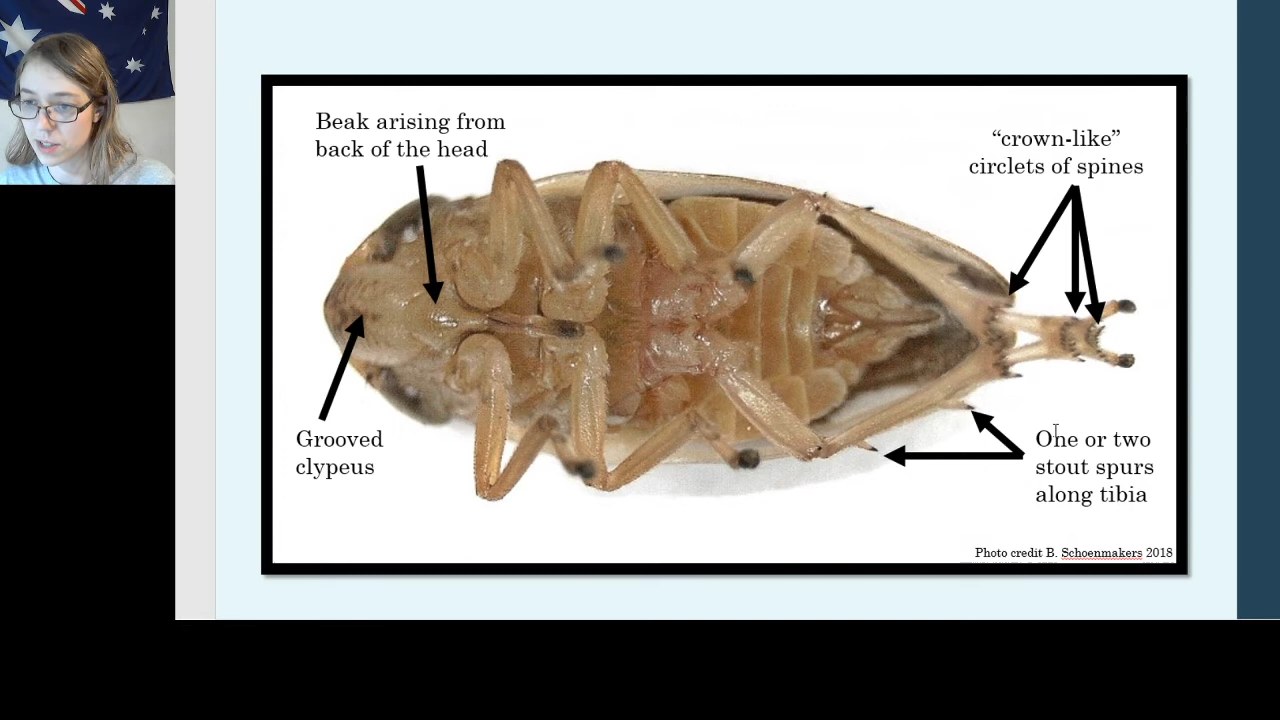 Beak arising from
back of the head
“crown-like”
circlets of spines
Grooved
clypeus
One or two
stout spurs
along tibia
Photo credit B. Schoenmakers 2018